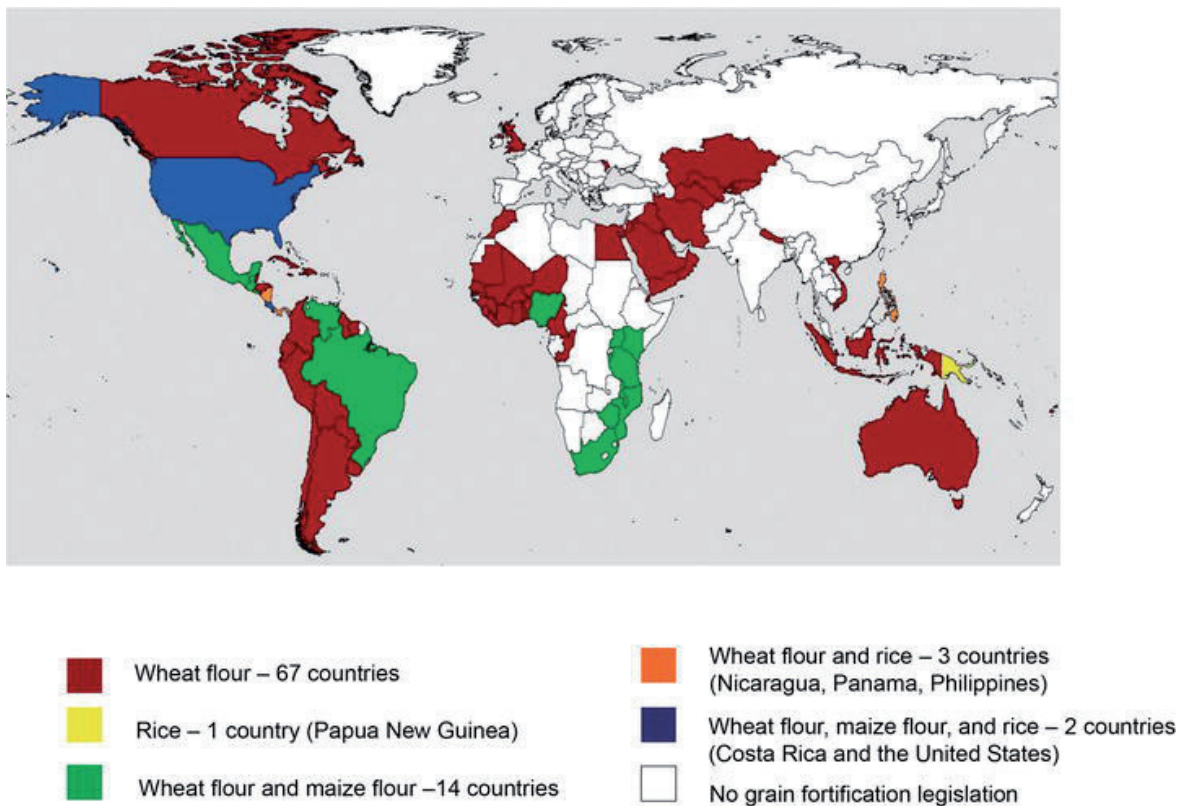 Wheat flour – 67 countries
Rice – 1 country (Papua New Guinea)
Wheat flour and maize flour –14 countries
Wheat flour and rice – 3 countries
(Nicaragua, Panama, Philippines)
Wheat flour, maize flour, and rice – 2 countries
(Costa Rica and the United States)
No grain fortification legislation